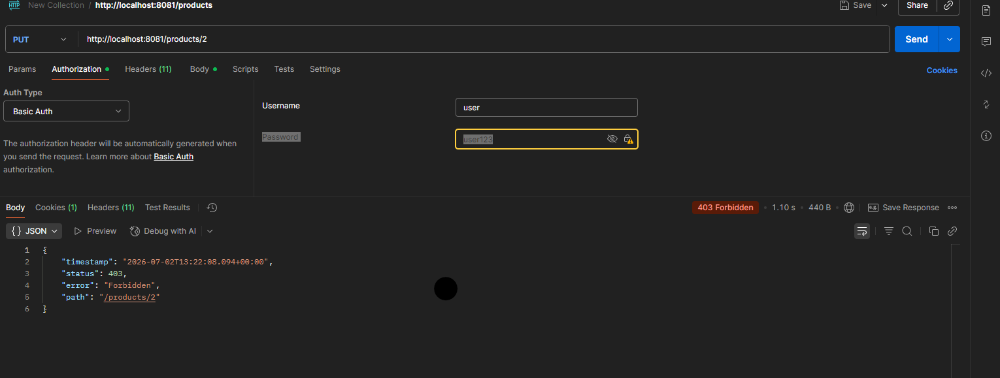 HTTP New Collection / http://localhost:8081/products Save Share
PUT http://localhost:8081/products/2 Send
Params Authorization Headers (11) Body Scripts Tests Settings Cookies
Auth Type
Basic Auth
The authorization header will be automatically generated when
you send the request. Learn more about Basic Auth
authorization.
Username user
Password user123
Body Cookies (1) Headers (11) Test Results 403 Forbidden • 1.10 s • 440 B • e.g. Save Response
{} JSON Preview Debug with AI
1 {
2 "timestamp": "2026-07-02T13:22:08.094+00:00",
3 "status": 403,
4 "error": "Forbidden",
5 "path": "/products/2"
6 }